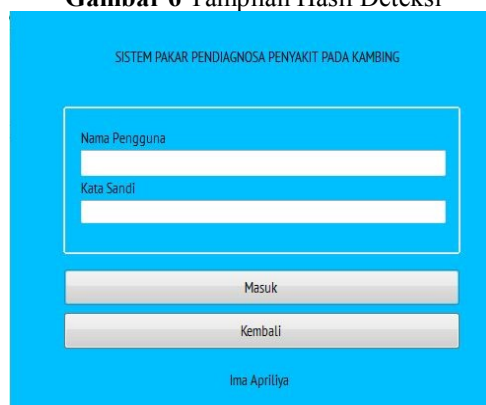 Gambar 6 Tampilan Hasil Deteksi
SISTEM PAKAR PENDIAGNOSA PENYAKIT PADA KAMBING
Nama Pengguna
Kata Sandi
Masuk
Kembali
Ima Apriliya